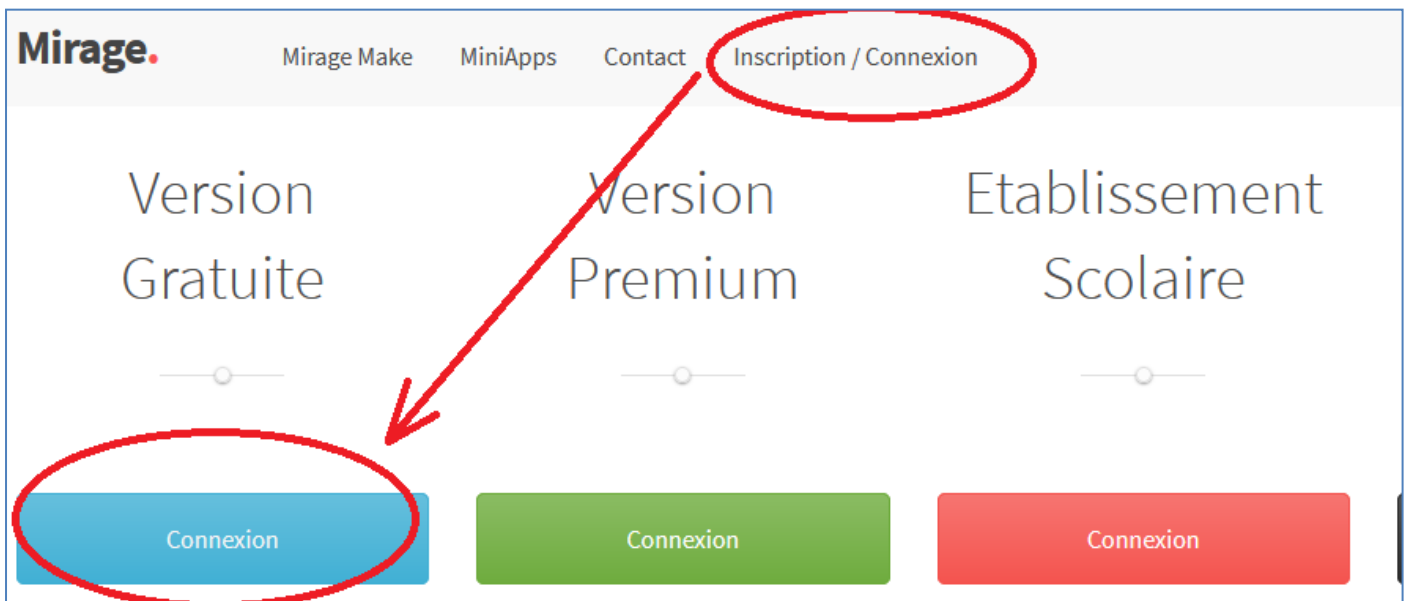 Mirage.
Mirage Make MiniApps Contact Inscription / Connexion
Version
Gratuite
Version
Premium
Etablissement
Scolaire
Connexion
Connexion
Connexion